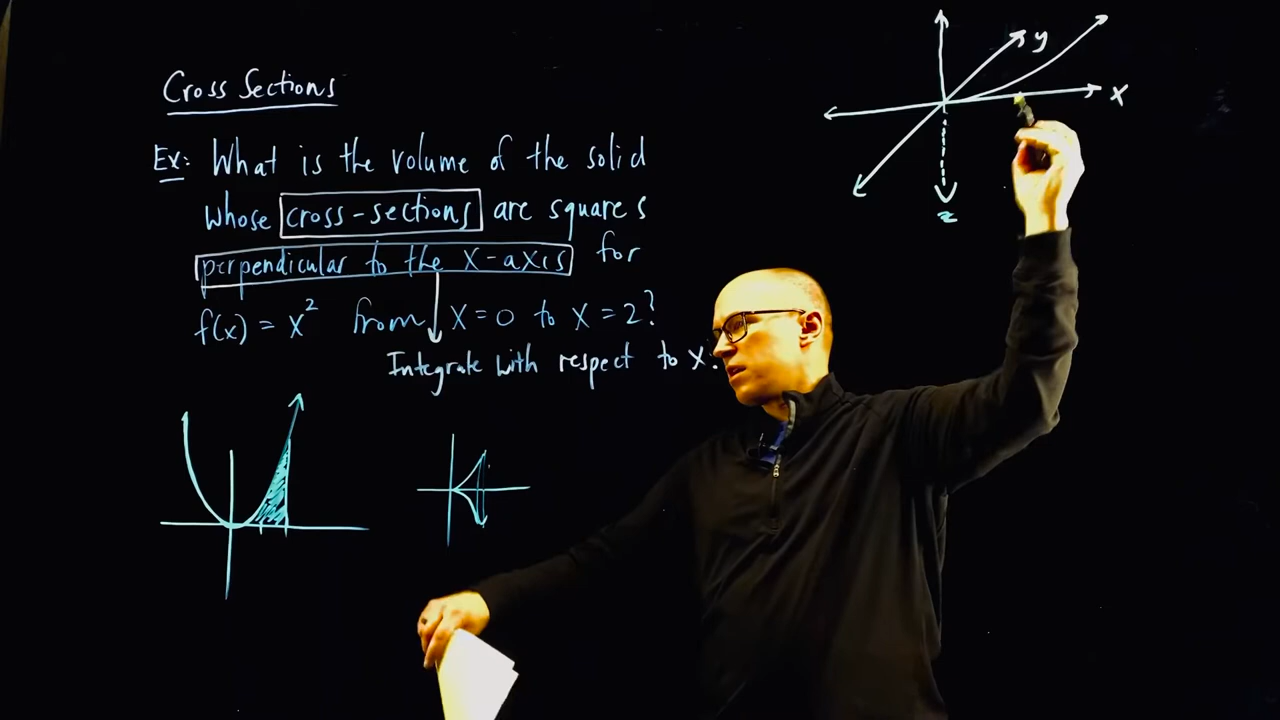 Cross Sections
Ex: What is the volume of the solid
whose cross-sections are squares
perpendicular to the x-axis for
f(x) = x² from x = 0 to x = 2?
Integrate with respect to x.
y
x
z